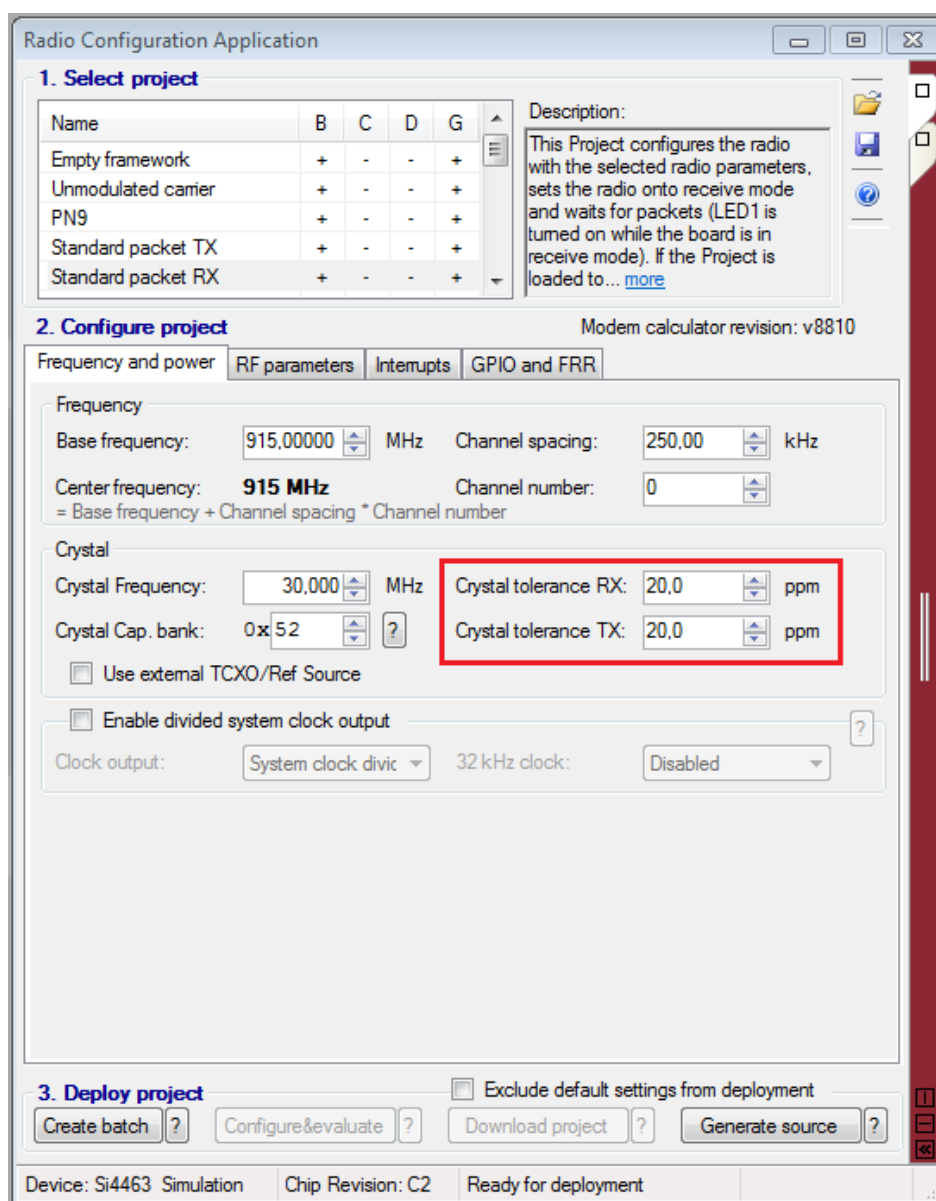 Radio Configuration Application
1. Select project
Name B C D G
Empty framework + - - +
Unmodulated carrier + - - +
PN9 + - - +
Standard packet TX + - - +
Standard packet RX + - - +
Description:
This Project configures the radio
with the selected radio parameters,
sets the radio onto receive mode
and waits for packets (LED1 is
turned on while the board is in
receive mode). If the Project is
loaded to... more
2. Configure project
Modem calculator revision: v8810
Frequency and power RF parameters Interrupts GPIO and FRR
Frequency
Base frequency: 915,00000 MHz Channel spacing: 250,00 kHz
Center frequency: 915 MHz Channel number: 0
= Base frequency + Channel spacing * Channel number
Crystal
Crystal Frequency: 30,000 MHz Crystal tolerance RX: 20,0 ppm
Crystal Cap. bank: 0x 52 ? Crystal tolerance TX: 20,0 ppm
Use external TCXO/Ref Source
Enable divided system clock output ?
Clock output: System clock divic 32 kHz clock: Disabled
3. Deploy project Exclude default settings from deployment
Create batch ? Configure&evaluate ? Download project ? Generate source ?
Device: Si4463 Simulation Chip Revision: C2 Ready for deployment